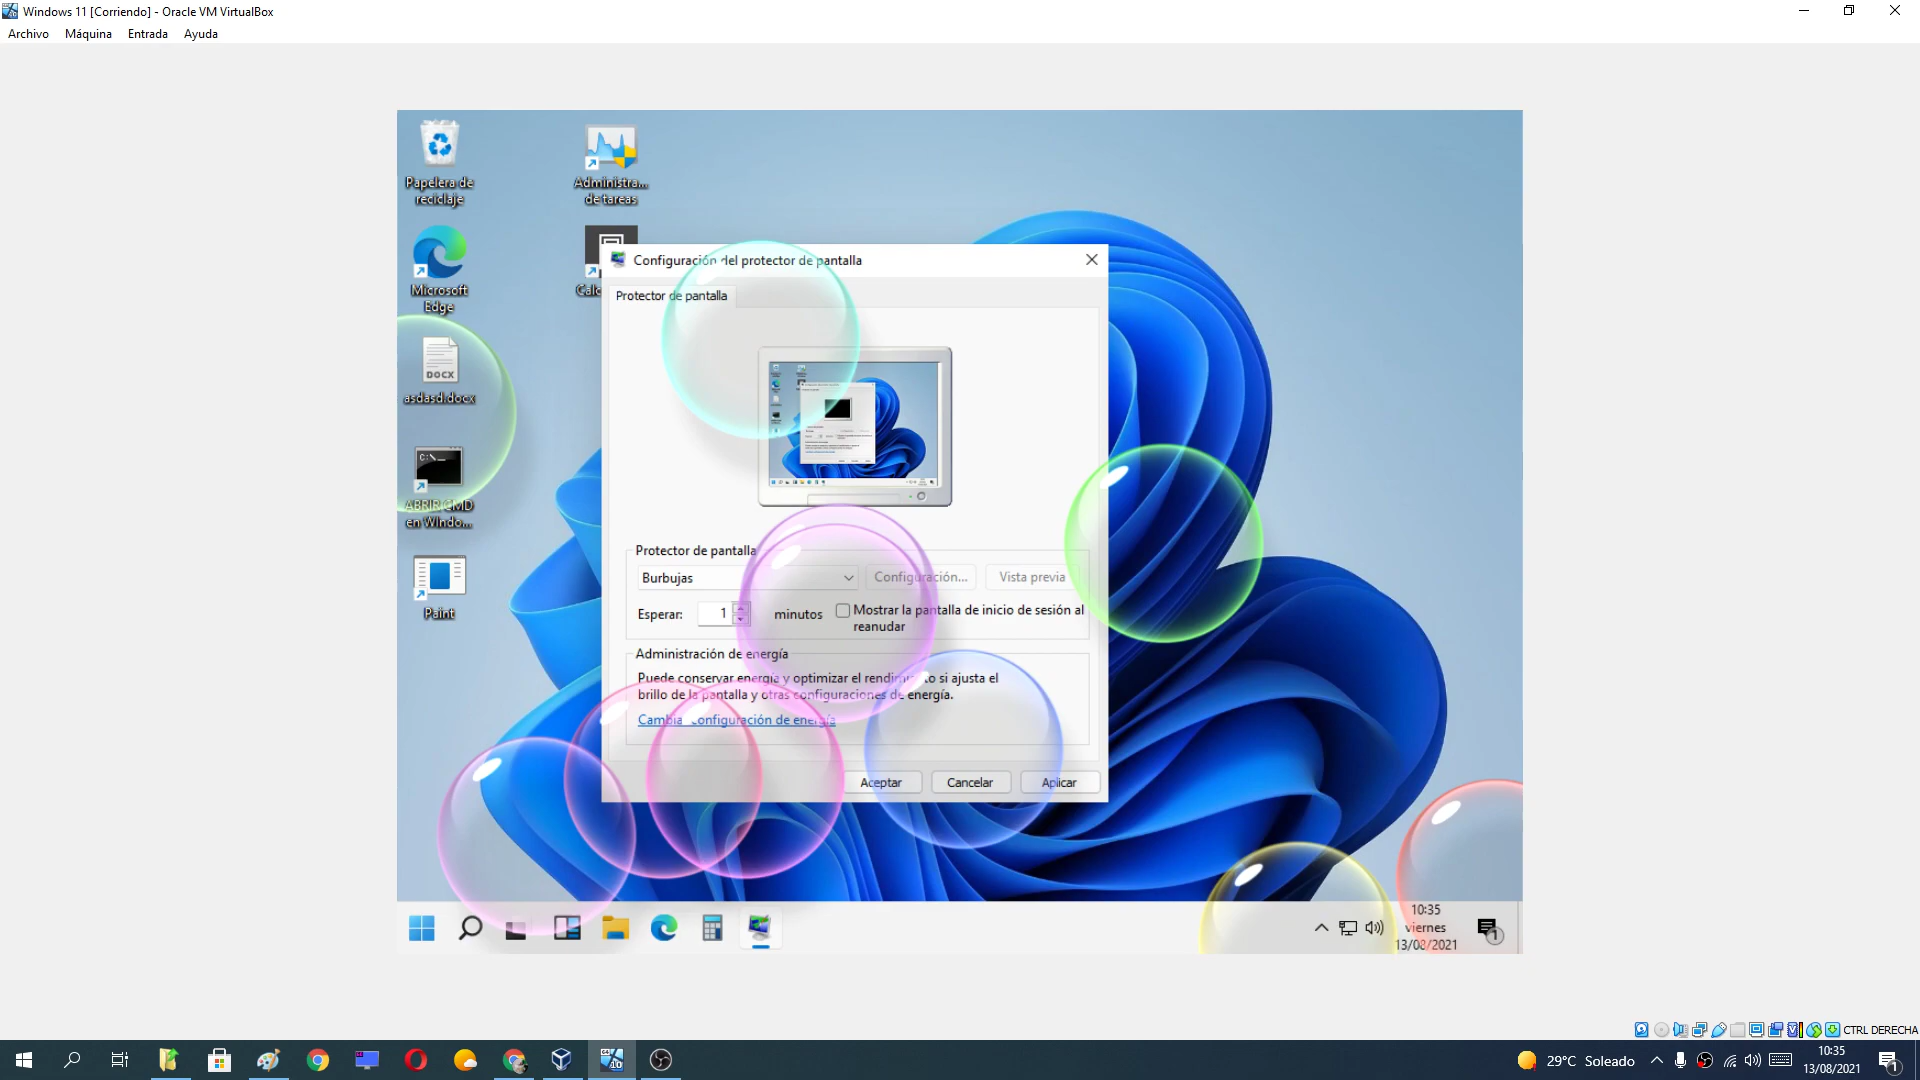 Windows 11 [Corriendo] - Oracle VM VirtualBox
Archivo Máquina Entrada Ayuda
Papelera de
reciclaje
Administra...
de tareas
Microsoft
Edge
Calc
DOCX
asdasd.docx
C:\_
ABRIR CMD
en Windo...
Paint
Configuración del protector de pantalla
Protector de pantalla
Protector de pantalla
Burbujas
Configuración...
Vista previa
Esperar: 1 minutos
Mostrar la pantalla de inicio de sesión al
reanudar
Administración de energía
Puede conservar energía y optimizar el si ajusta el
brillo de la pantalla y otras configuraciones de energía.
configuración de energía
Aceptar Cancelar Aplicar
10:35
viernes
13/08/2021
1
CTRL DERECHA
29°C Soleado
10:35
13/08/2021
1